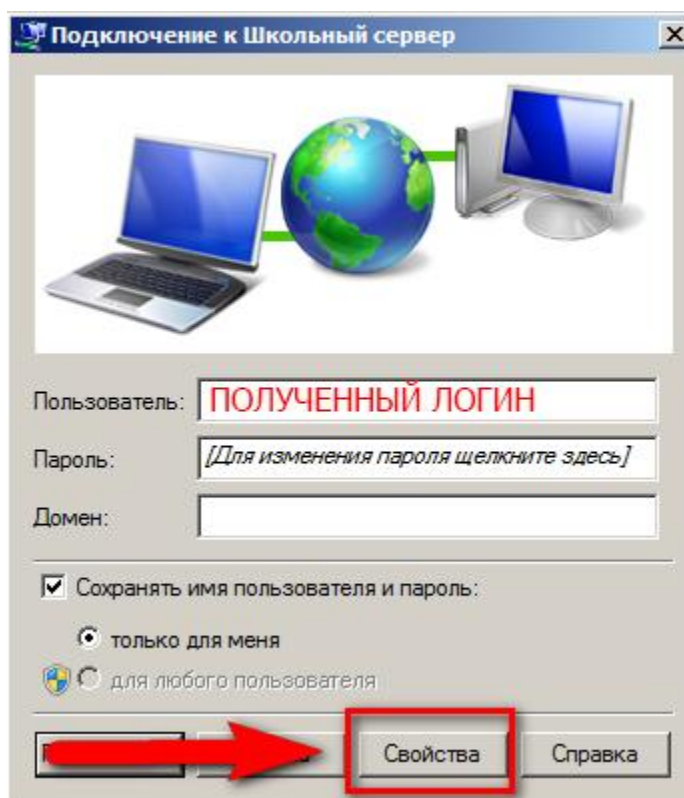 Подключение к Школьный сервер
Пользователь: ПОЛУЧЕННЫЙ ЛОГИН
Пароль: [Для изменения пароля щелкните здесь]
Домен:
Сохранять имя пользователя и пароль:
только для меня
для любого пользователя
Свойства Справка